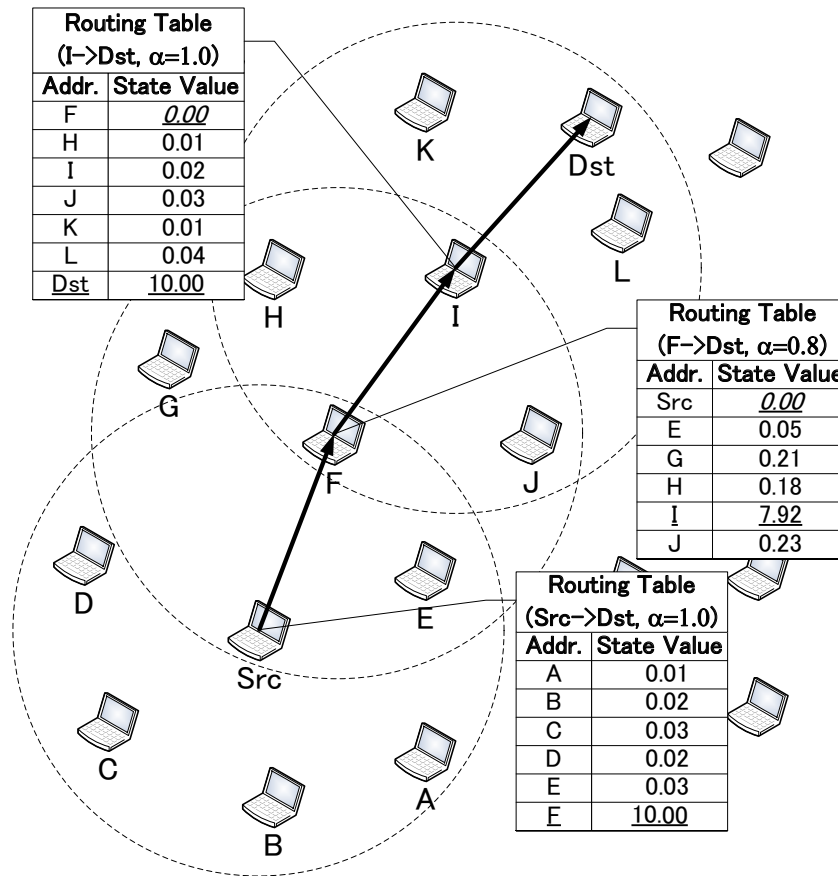 Routing Table
(I->Dst, α=1.0)
Addr. State Value
F 0.00
H 0.01
I 0.02
J 0.03
K 0.01
L 0.04
Dst 10.00
K
Dst
L
H
I
Routing Table
(F->Dst, α=0.8)
Addr. State Value
Src 0.00
E 0.05
G 0.21
H 0.18
I 7.92
J 0.23
G
F
J
D
E
Src
Routing Table
(Src->Dst, α=1.0)
Addr. State Value
A 0.01
B 0.02
C 0.03
D 0.02
E 0.03
F 10.00
C
A
B